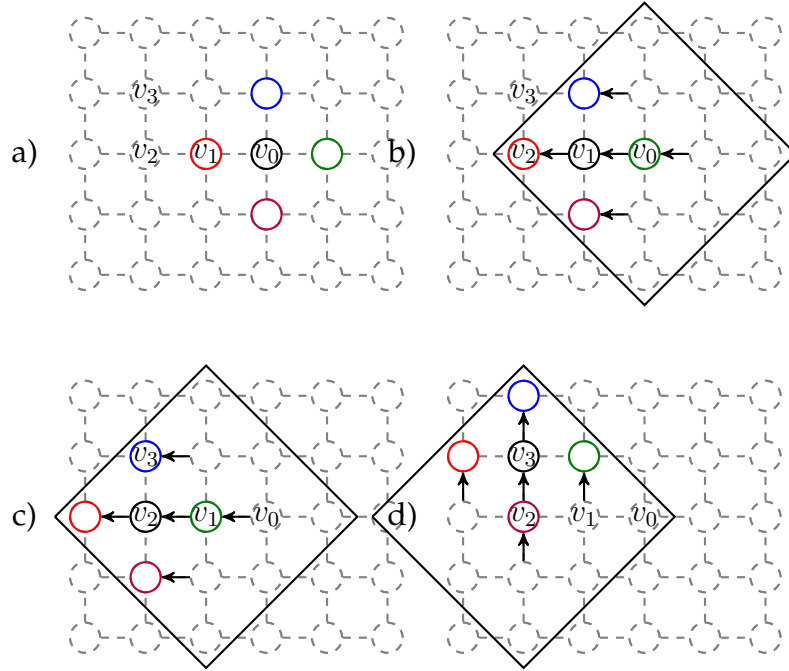 v₃ v₃
a) v₂ v₁ v₀ b) v₂ v₁ v₀
v₃ v₃
c) v₂ v₁ v₀ d) v₂ v₁ v₀